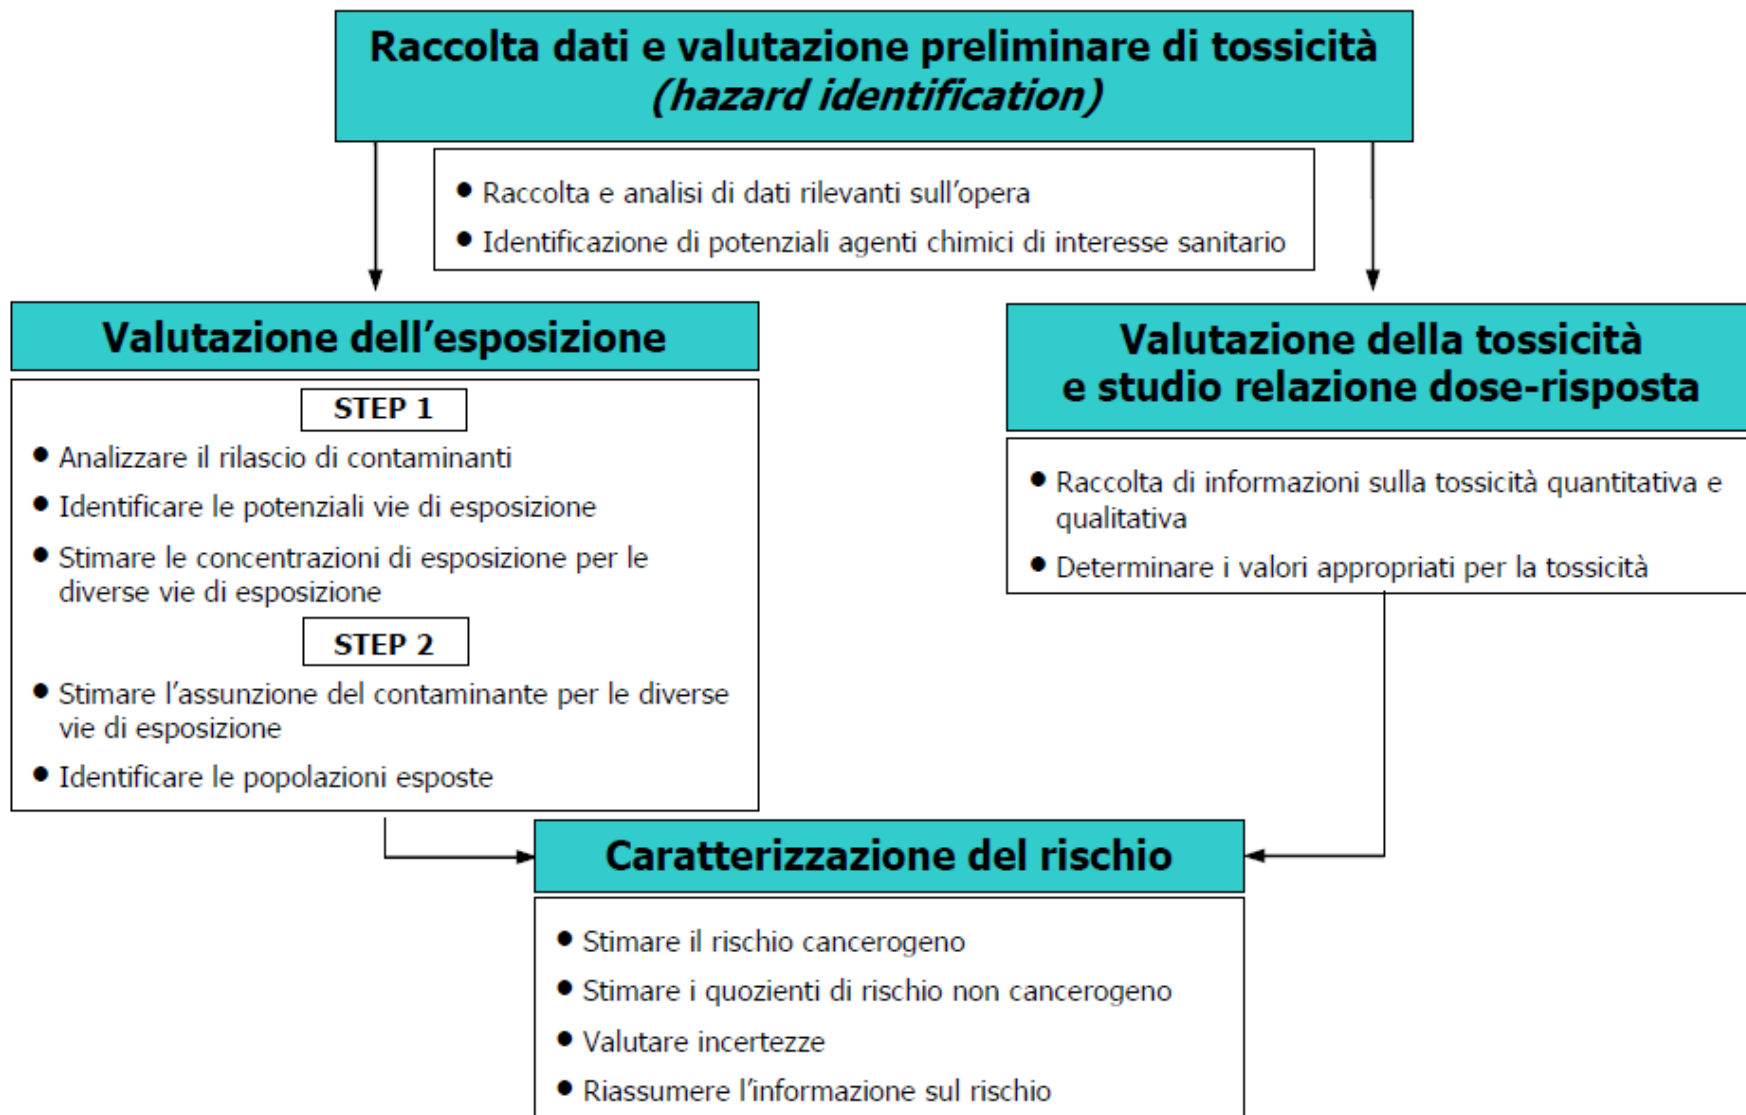 Raccolta dati e valutazione preliminare di tossicità
(hazard identification)
● Raccolta e analisi di dati rilevanti sull'opera
● Identificazione di potenziali agenti chimici di interesse sanitario
Valutazione dell'esposizione
STEP 1
● Analizzare il rilascio di contaminanti
● Identificare le potenziali vie di esposizione
● Stimare le concentrazioni di esposizione per le
diverse vie di esposizione
STEP 2
● Stimare l'assunzione del contaminante per le diverse
vie di esposizione
● Identificare le popolazioni esposte
Valutazione della tossicità
e studio relazione dose-risposta
● Raccolta di informazioni sulla tossicità quantitativa e
qualitativa
● Determinare i valori appropriati per la tossicità
Caratterizzazione del rischio
● Stimare il rischio cancerogeno
● Stimare i quozienti di rischio non cancerogeno
● Valutare incertezze
● Riassumere l'informazione sul rischio